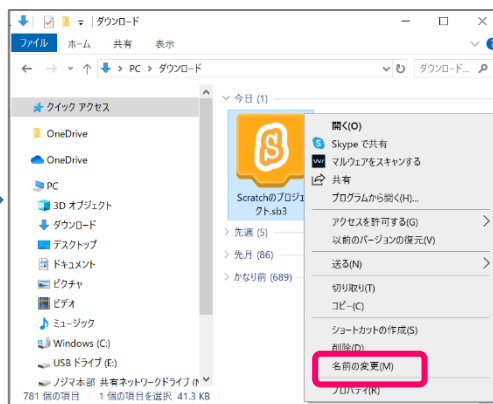 ダウンロード
ファイル ホーム 共有 表示
PC › ダウンロード
ダウンロード...
クイック アクセス
OneDrive
OneDrive
PC
3D オブジェクト
ダウンロード
デスクトップ
ドキュメント
ピクチャ
ビデオ
ミュージック
Windows (C:)
USB ドライブ (E:)
ノジマ本部 共有ネットワークドライブ
781 個の項目 1 個の項目を選択 41.3 KB
今日 (1)
Scratchのプロジェ
クト.sb3
先週 (5)
先月 (86)
かなり前 (689)
開く(O)
Skype で共有
マルウェアをスキャンする
共有
プログラムから開く(H)...
アクセスを許可する(G)
以前のバージョンの復元(V)
送る(N)
切り取り(T)
コピー(C)
ショートカットの作成(S)
削除(D)
名前の変更(M)
プロパティ(R)